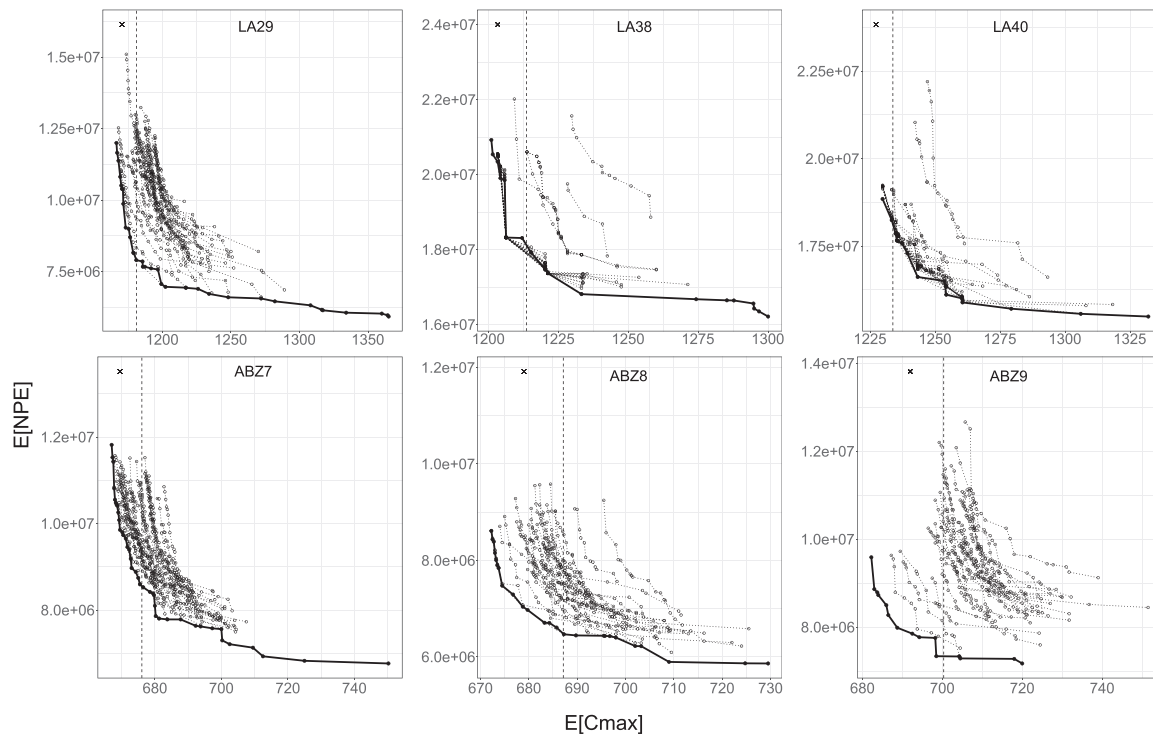 LA29 LA38 LA40
1.5e+07 1.25e+07 1.0e+07 7.5e+06
1200 1250 1300 1350
2.4e+07 2.2e+07 2.0e+07 1.8e+07 1.6e+07
1200 1220 1240 1260 1280 1300
2.25e+07 2.0e+07 1.75e+07
1225 1250 1275 1300 1325
E[NPE]
ABZ7 ABZ8 ABZ9
1.2e+07 1.0e+07 8.0e+06
680 700 720 740
1.2e+07 1.0e+07 8.0e+06 6.0e+06
670 680 690 700 710 720 730
1.4e+07 1.2e+07 1.0e+07 8.0e+06
680 700 720 740
E[Cmax]